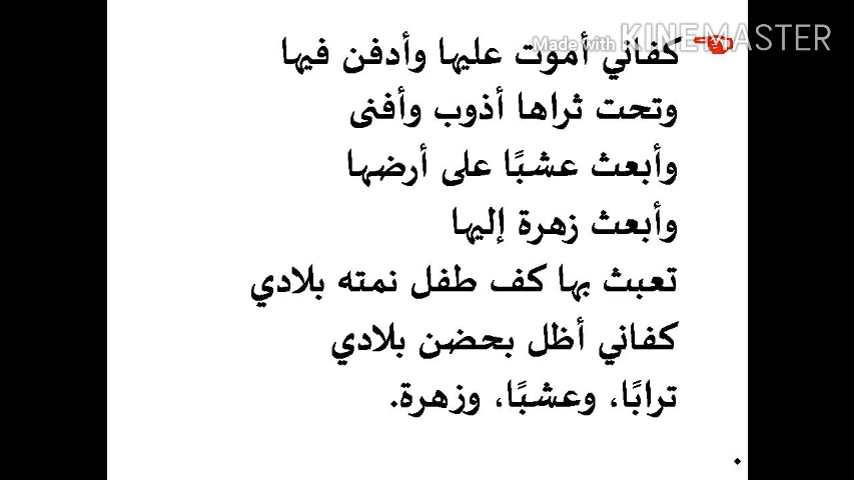 Made with KINEMASTER
كفاني أموت عليها وأدفن فيها
وتحت ثراها أذوب وأفنى
وأبعث عشبًا على أرضها
وأبعث زهرة إليها
تعبث بها كف طفل نمته بلادي
كفاني أظل بحضن بلادي
ترابًا، وعشبًا، وزهرة.